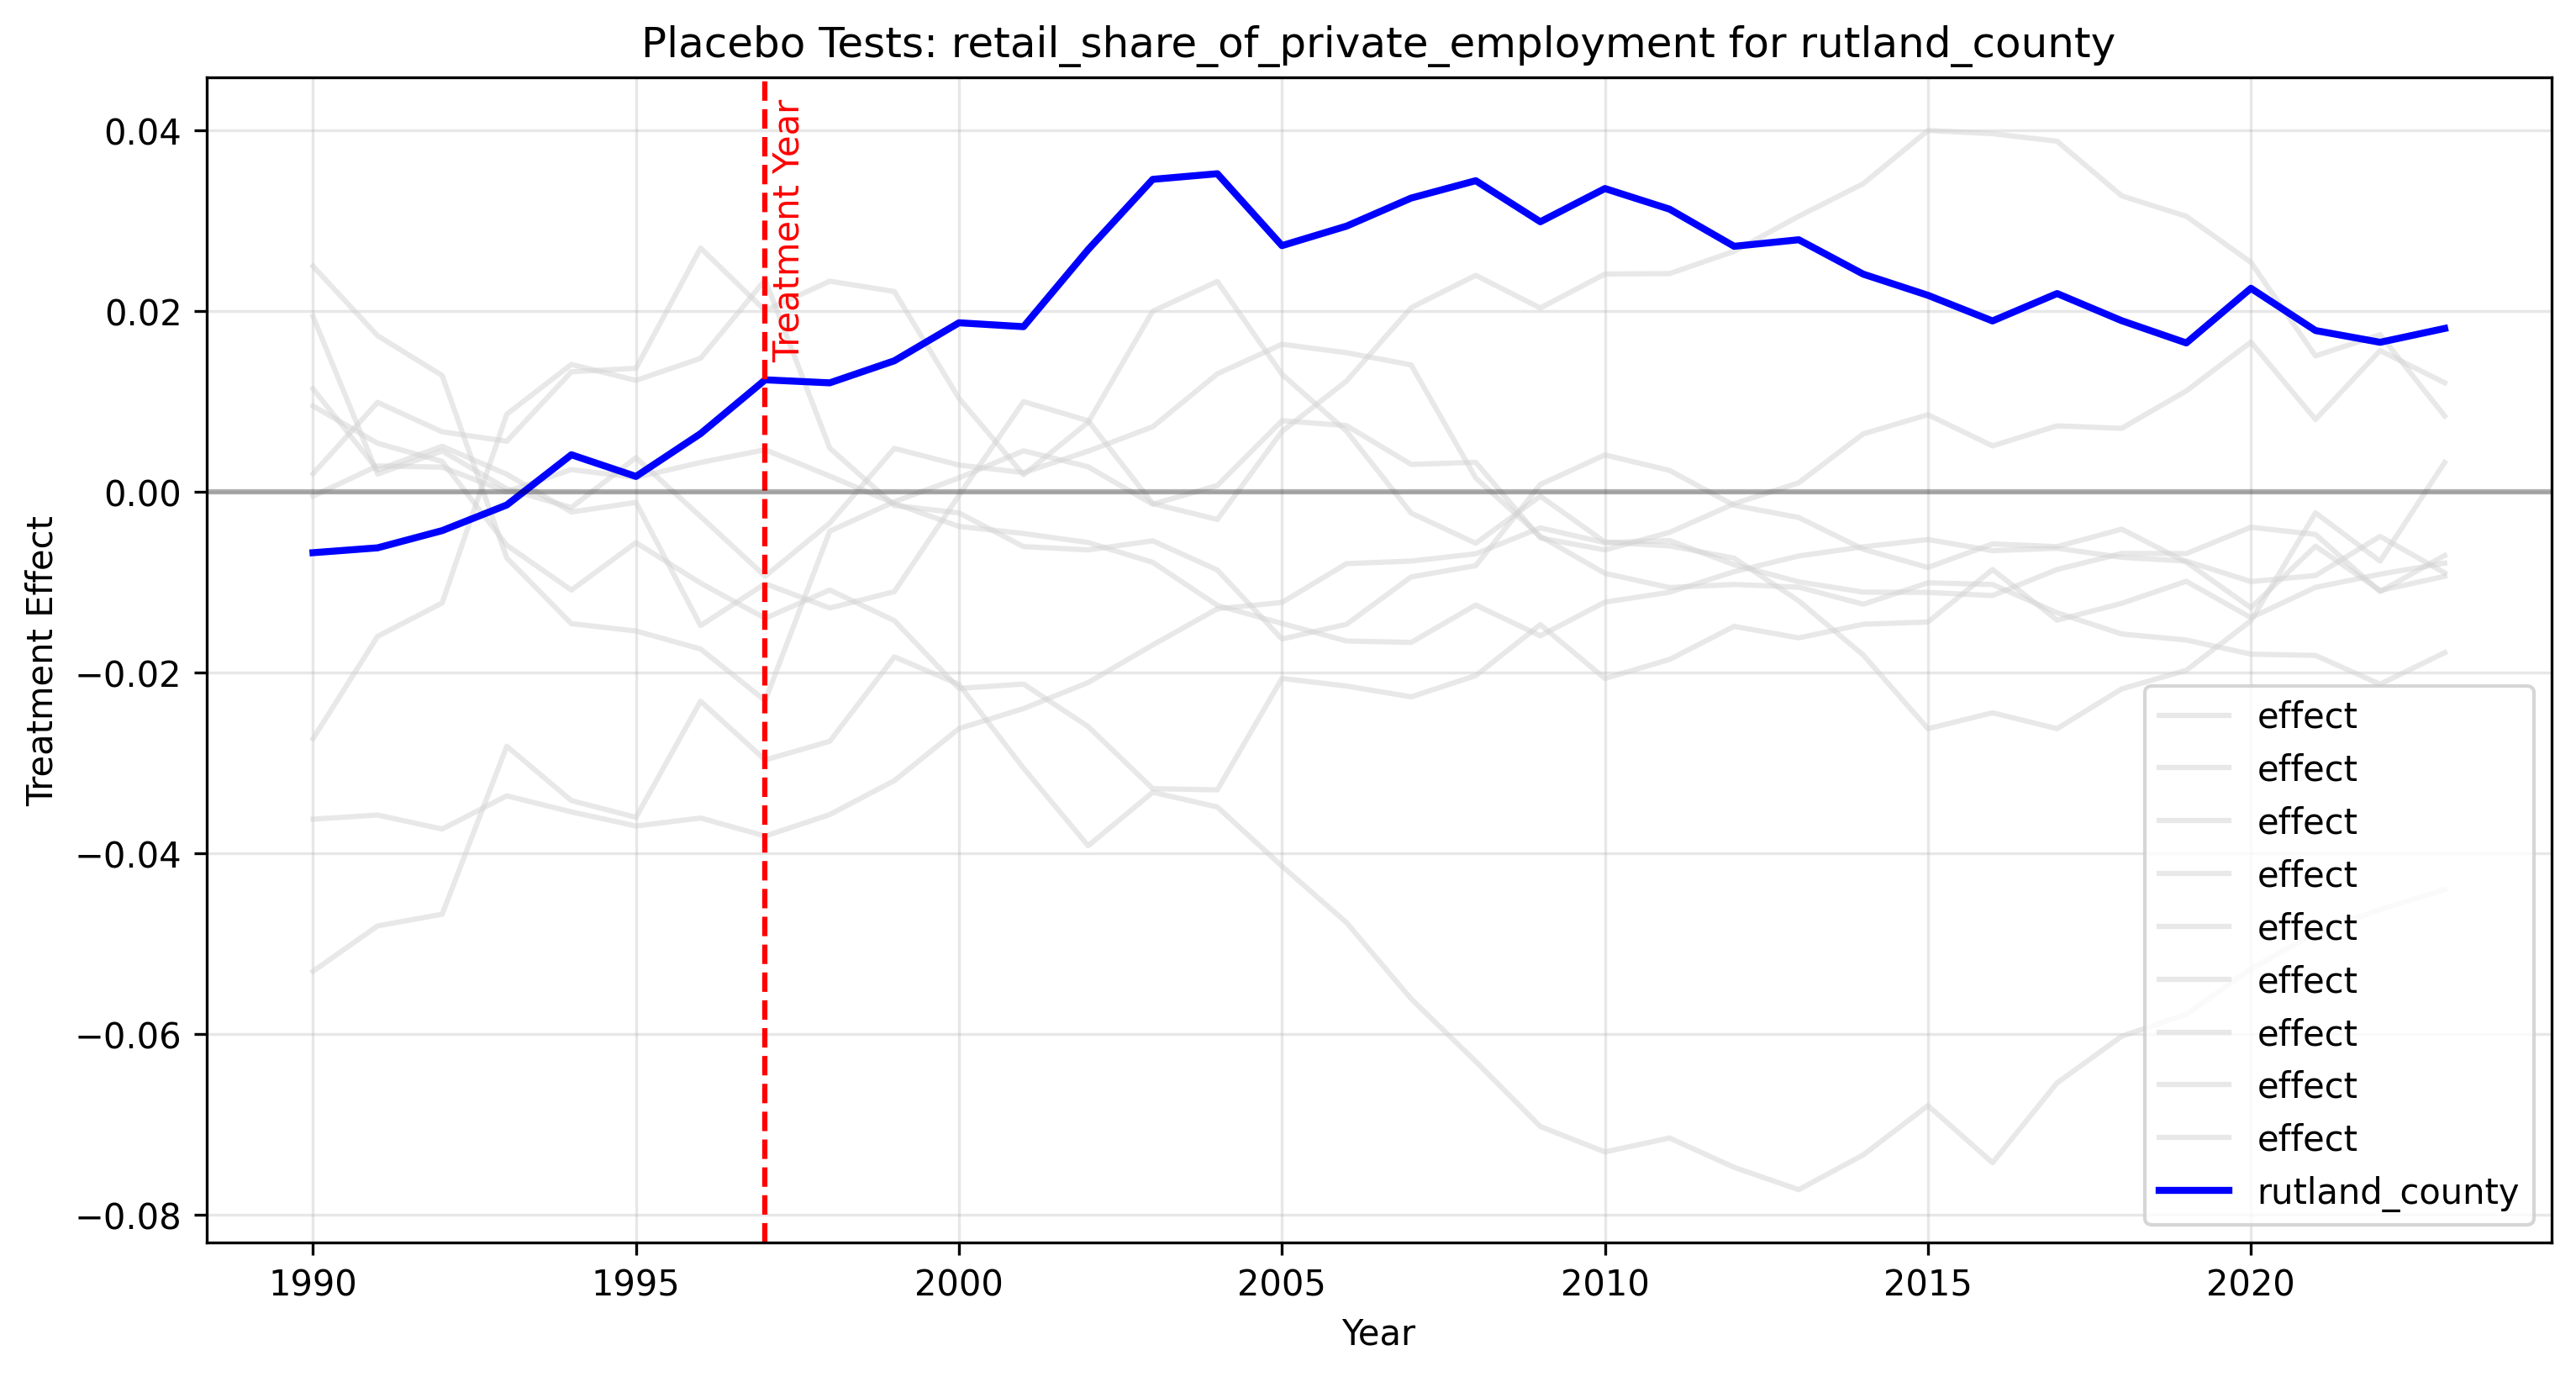 Placebo Tests: retail_share_of_private_employment for rutland_county
Treatment Effect
0.04
0.02
0.00
−0.02
−0.04
−0.06
−0.08
Treatment Year
effect
effect
effect
effect
effect
effect
effect
effect
effect
rutland_county
1990
1995
2000
2005
2010
2015
2020
Year